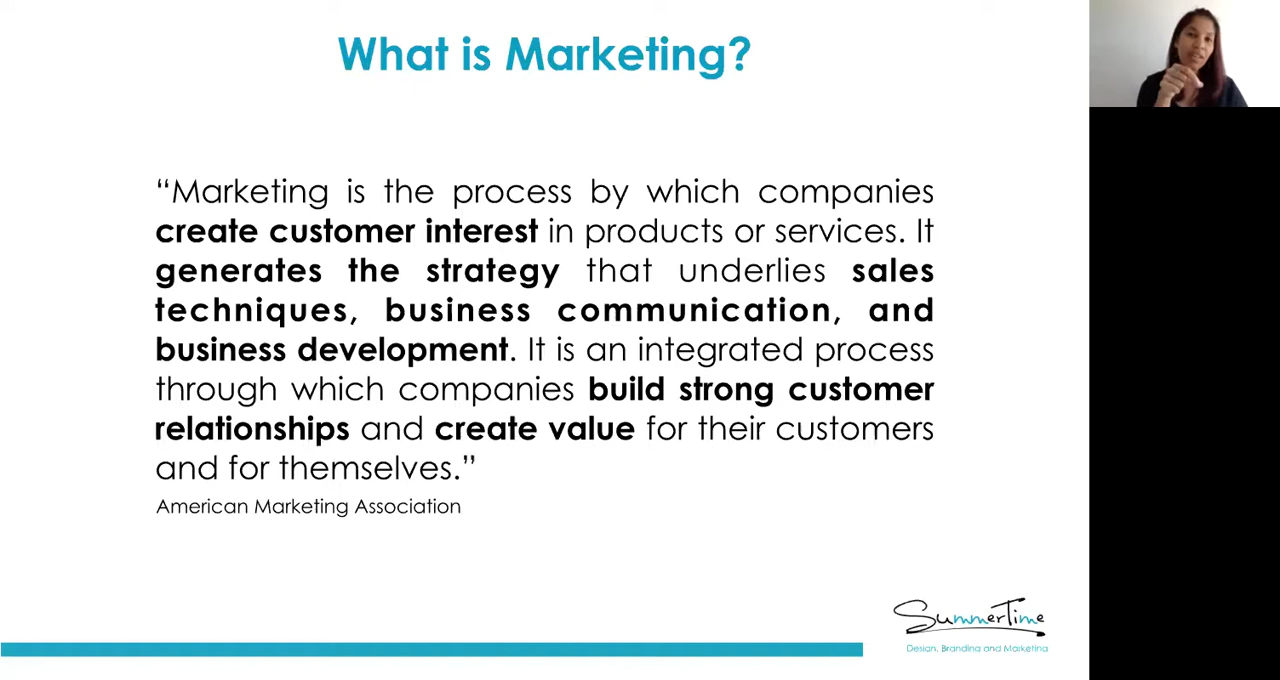 What is Marketing?
“Marketing is the process by which companies
create customer interest in products or services. It
generates the strategy that underlies sales
techniques, business communication, and
business development. It is an integrated process
through which companies build strong customer
relationships and create value for their customers
and for themselves.”
American Marketing Association
SummerTime
Design, Branding and Marketing